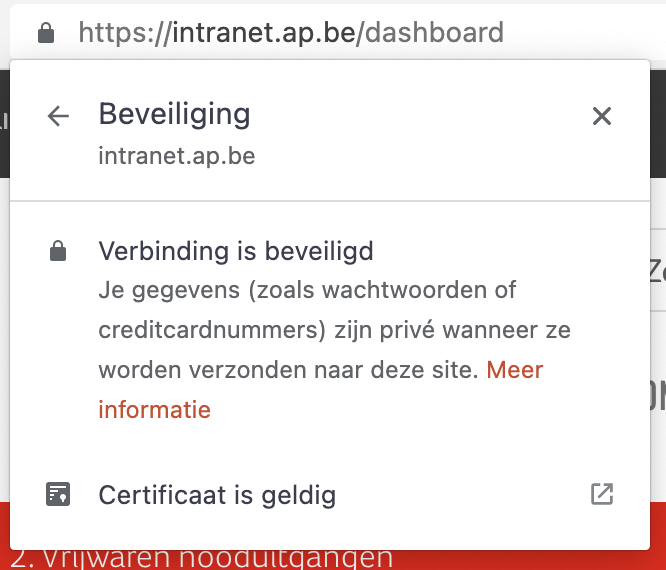 https://intranet.ap.be/dashboard
Beveiliging
intranet.ap.be
Verbinding is beveiligd
Je gegevens (zoals wachtwoorden of
creditcardnummers) zijn privé wanneer ze
worden verzonden naar deze site. Meer
informatie
Certificaat is geldig
2. Vrijwaren nooduitgangen